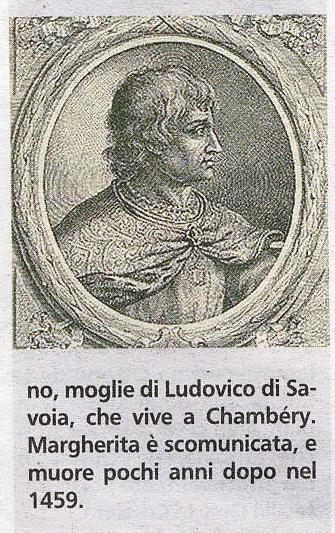 no, moglie di Ludovico di Sa-
voia, che vive a Chambéry.
Margherita è scomunicata, e
muore pochi anni dopo nel
1459.